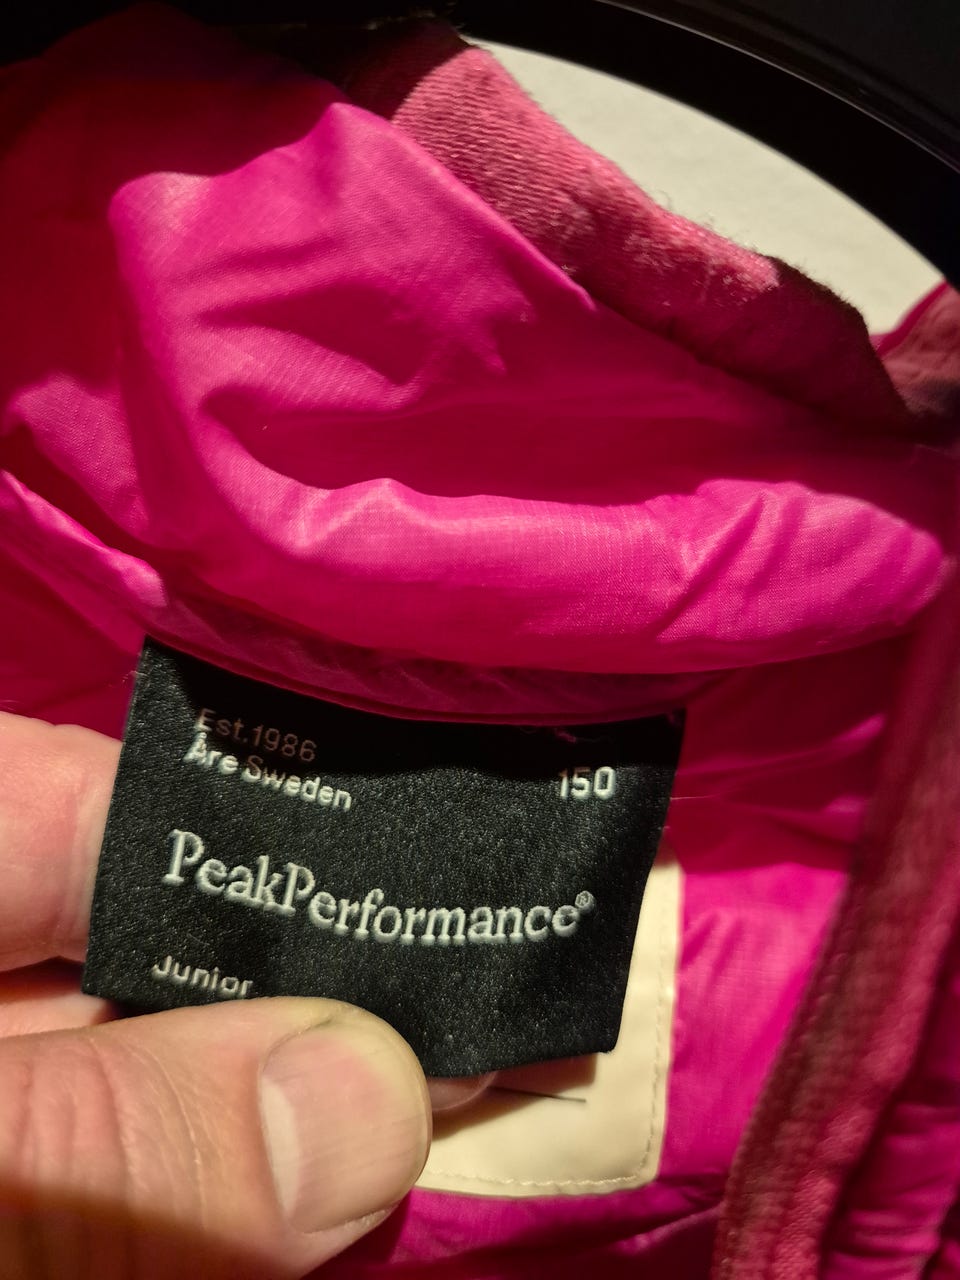 Est.1986
Åre Sweden
150
PeakPerformance®
Junior